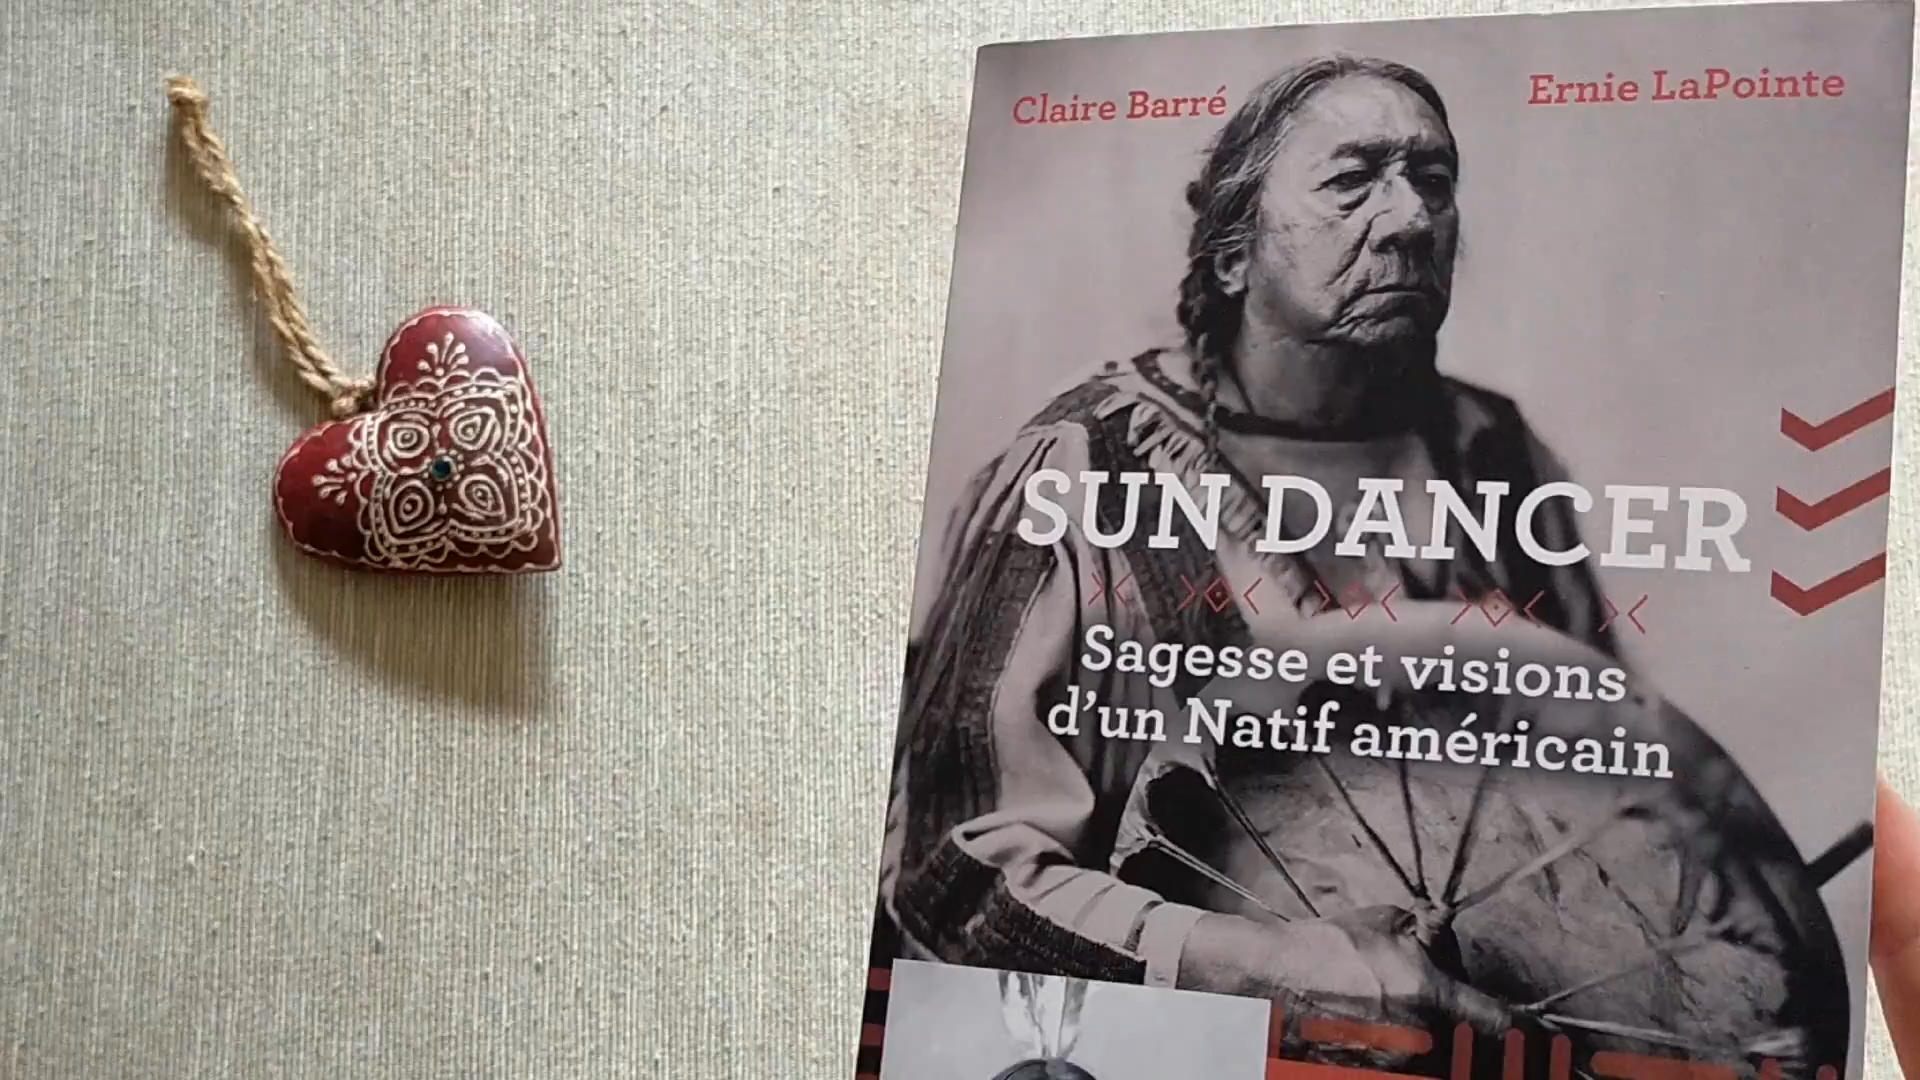 Claire Barré
Ernie LaPointe
SUN DANCER
Sagesse et visions
d'un Natif américain